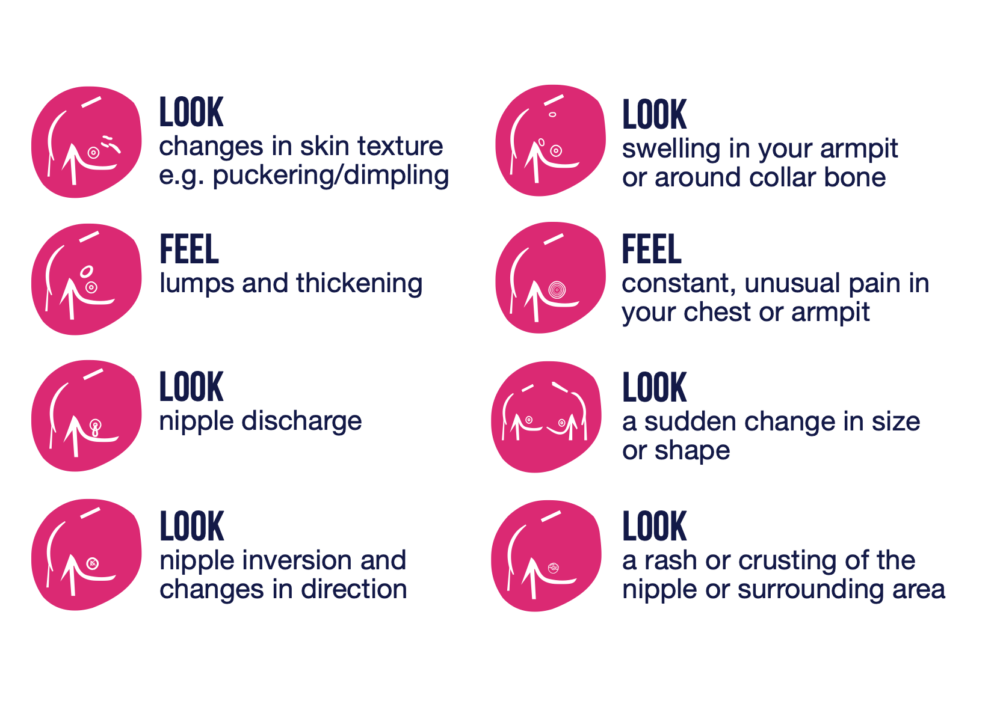 LOOK
changes in skin texture
e.g. puckering/dimpling
FEEL
lumps and thickening
LOOK
nipple discharge
LOOK
nipple inversion and
changes in direction
LOOK
swelling in your armpit
or around collar bone
FEEL
constant, unusual pain in
your chest or armpit
LOOK
a sudden change in size
or shape
LOOK
a rash or crusting of the
nipple or surrounding area